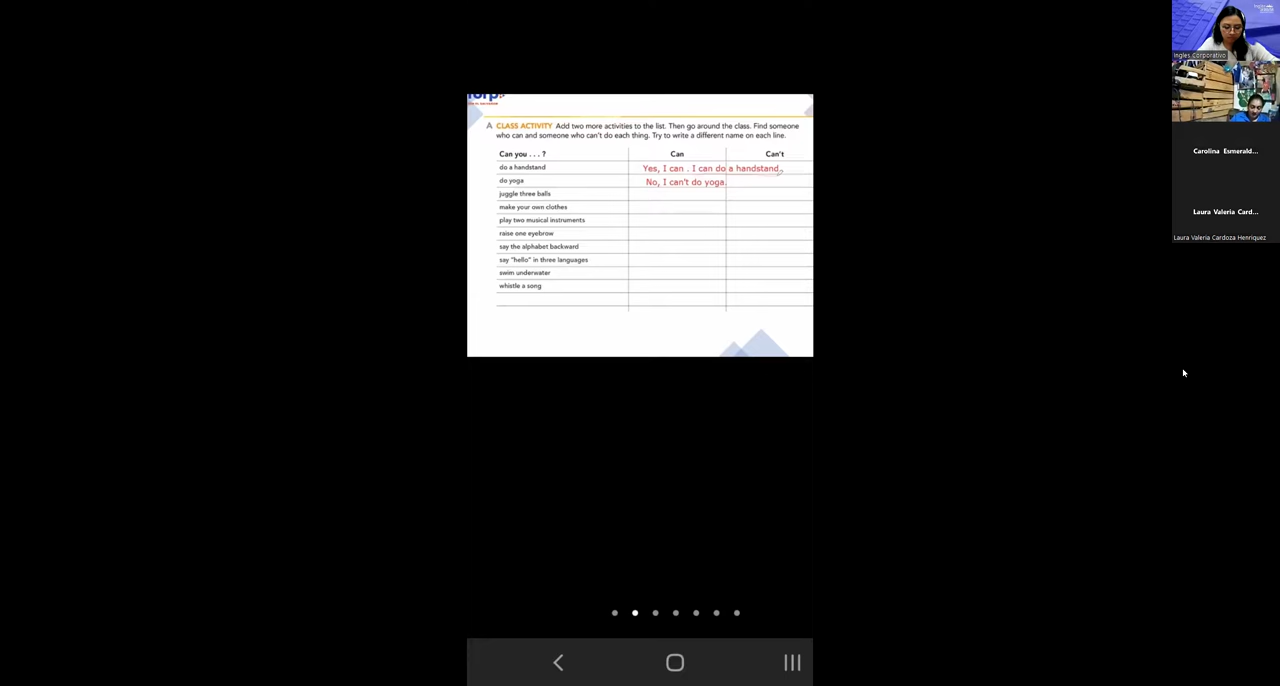 Ingles Corporativo
A CLASS ACTIVITY Add two more activities to the list. Then go around the class. Find someone
who can and someone who can't do each thing. Try to write a different name on each line.
Can you . . . ? Can Can't
do a handstand Yes, I can . I can do a handstand.
do yoga No, I can't do yoga.
juggle three balls
make your own clothes
play two musical instruments
raise one eyebrow
say the alphabet backward
say "hello" in three languages
swim underwater
whistle a song
Carolina Esmerald...
Laura Valeria Card...
Laura Valeria Cardoza Henriquez